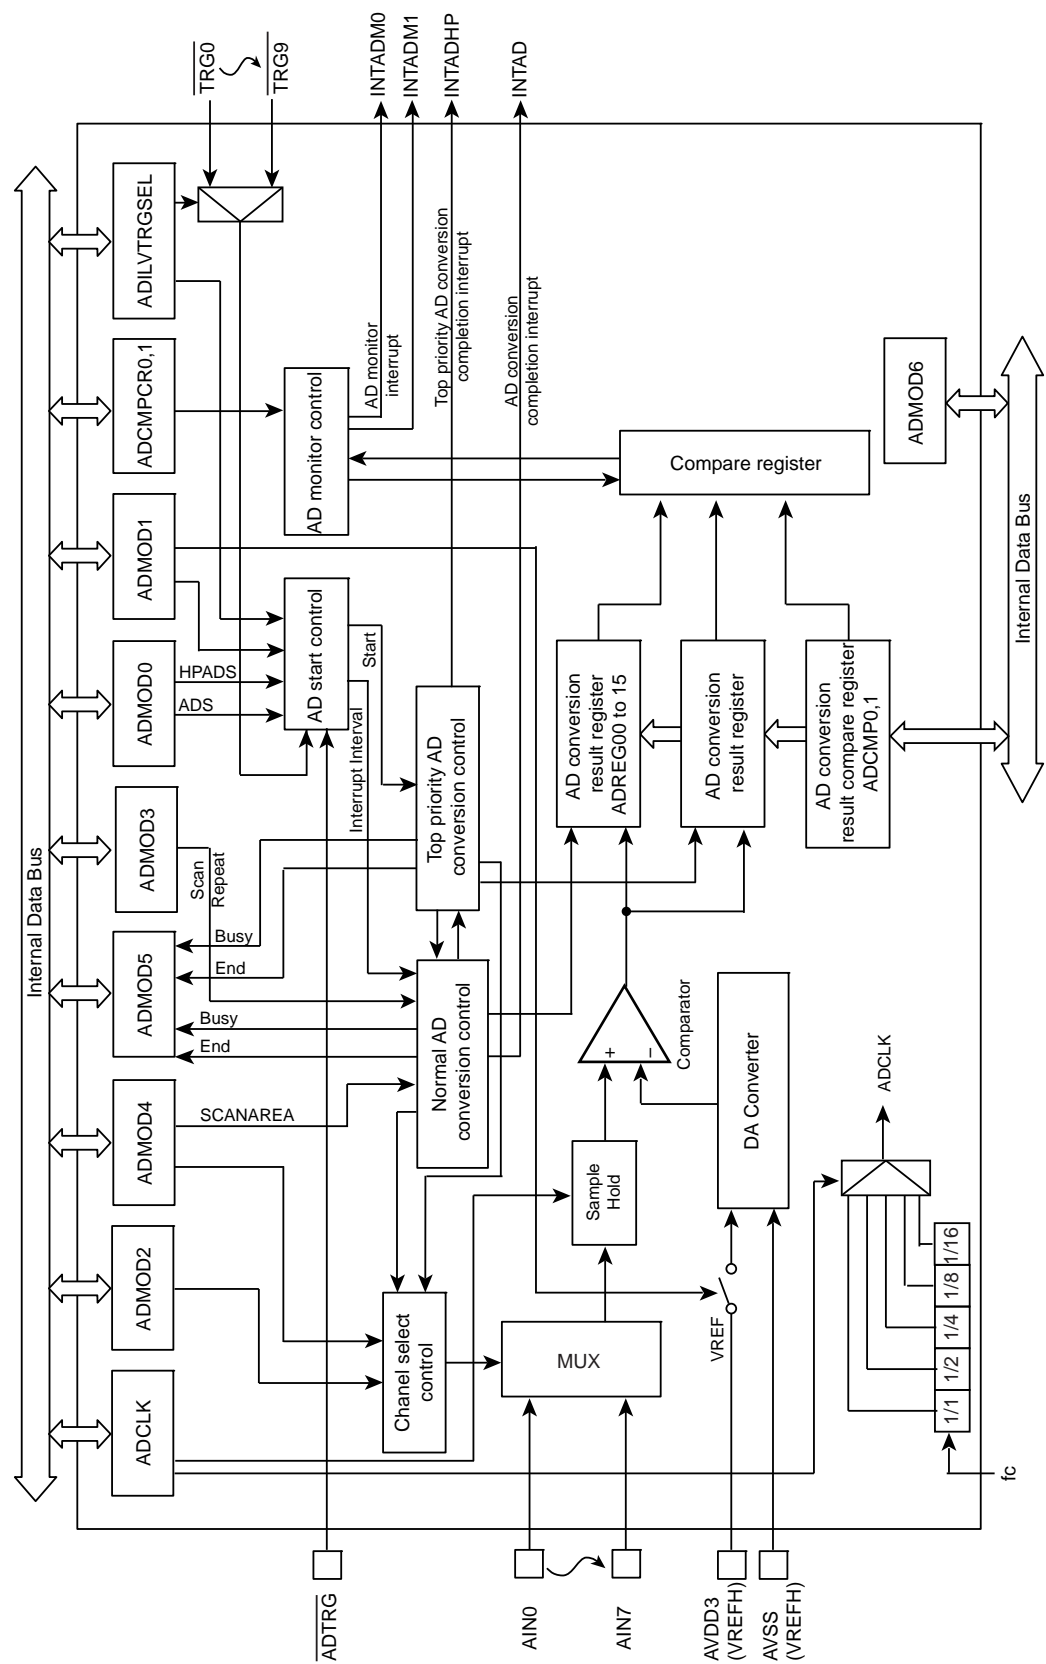 Internal Data Bus
ADCLK
ADMOD2
ADMOD4
ADMOD5
ADMOD3
ADMOD0
ADMOD1
ADCMPCR0,1
ADILVTRGSEL
TRG0
TRG9
SCANAREA
End
Busy
End
Busy
Scan
Repeat
ADS
HPADS
ADTRG
AD start control
AD monitor control
Interrupt Interval
Start
AD monitor
interrupt
INTADM0
INTADM1
Chanel select
control
Normal AD
conversion control
Top priority AD
conversion control
Top priority AD conversion
completion interrupt
INTADHP
AD conversion
completion interrupt
INTAD
AIN0
AIN7
MUX
Sample
Hold
+
−
Comparator
AD conversion
result register
ADREG00 to 15
AD conversion
result register
AD conversion
result compare register
ADCMP0,1
Compare register
AVDD3
(VREFH)
AVSS
(VREFH)
VREF
DA Converter
ADCLK
1/1
1/2
1/4
1/8
1/16
fc
ADMOD6
Internal Data Bus